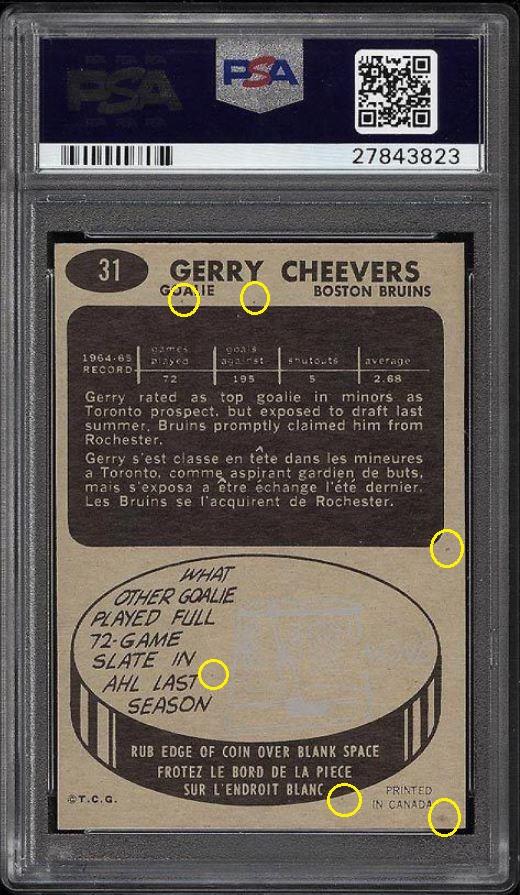 PSA
PSA
27843823
31
GERRY CHEEVERS
GOALIE
BOSTON BRUINS
games goals
1964-65 played against shutouts average
RECORD 72 195 5 2.68
Gerry rated as top goalie in minors as
Toronto prospect, but exposed to draft last
summer, Bruins promptly claimed him from
Rochester.
Gerry s'est classe en tête dans les mineures
a Toronto, comme aspirant gardien de buts,
mais s'exposa a être échange l'été dernier.
Les Bruins se l'acquirent de Rochester.
WHAT
OTHER GOALIE
PLAYED FULL
72-GAME
SLATE IN
AHL LAST
SEASON
RUB EDGE OF COIN OVER BLANK SPACE
FROTEZ LE BORD DE LA PIECE
SUR L'ENDROIT BLANC
©T.C.G.
PRINTED
IN CANADA